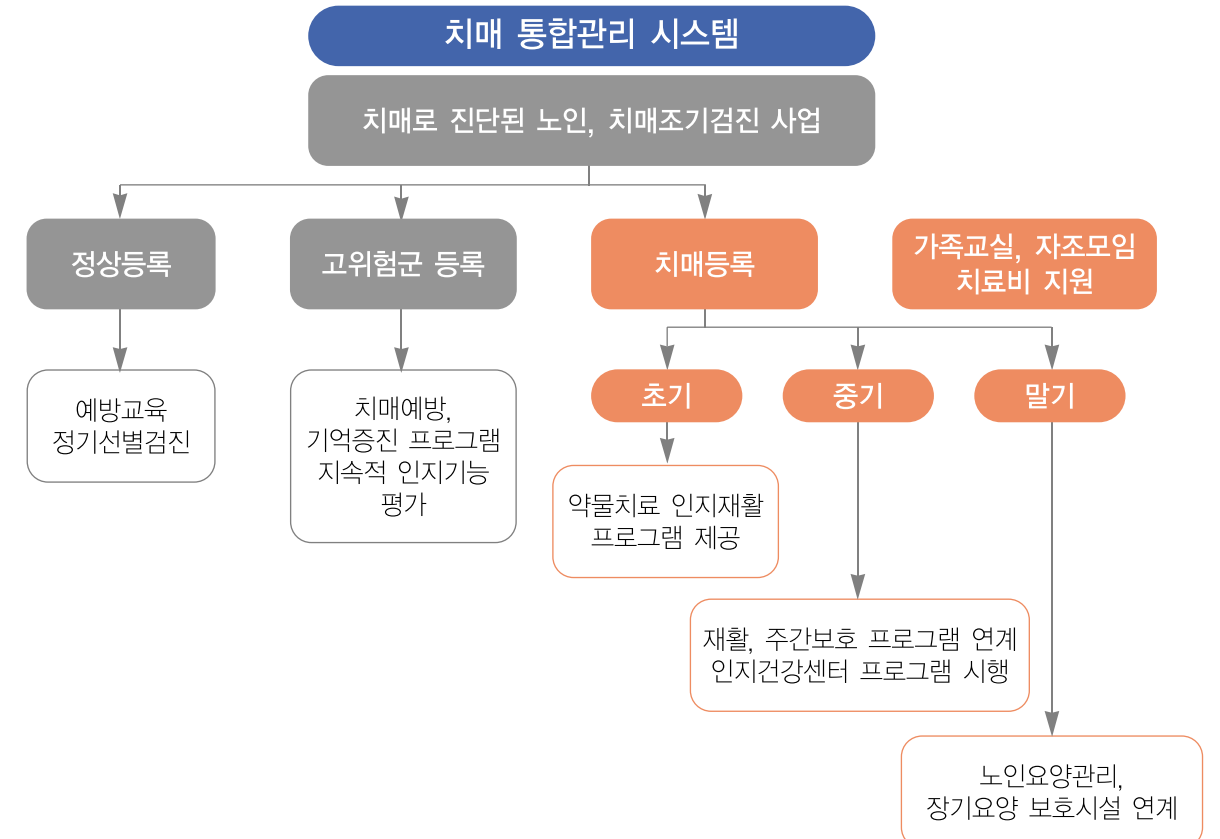 치매 통합관리 시스템
치매로 진단된 노인, 치매조기검진 사업
정상등록
고위험군 등록
치매등록
가족교실, 자조모임
치료비 지원
예방교육
정기선별검진
치매예방,
기억증진 프로그램
지속적 인지기능
평가
초기
중기
말기
약물치료 인지재활
프로그램 제공
재활, 주간보호 프로그램 연계
인지건강센터 프로그램 시행
노인요양관리,
장기요양 보호시설 연계